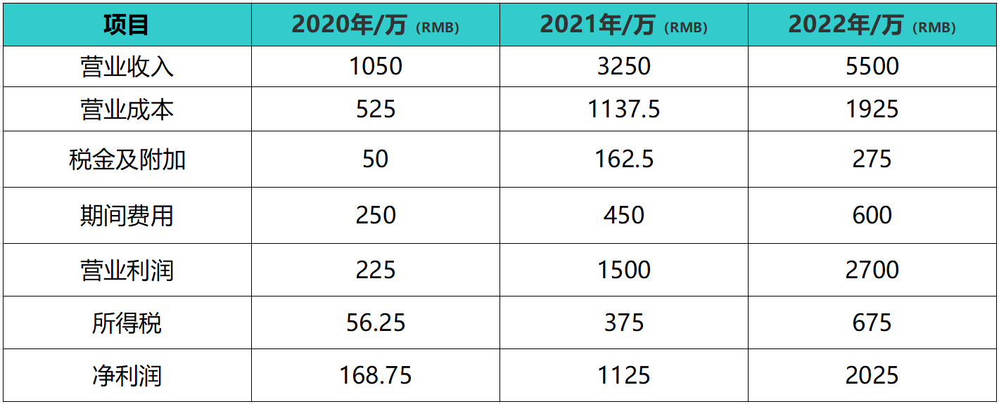 项目 2020年/万（RMB） 2021年/万（RMB） 2022年/万（RMB）
营业收入 1050 3250 5500
营业成本 525 1137.5 1925
税金及附加 50 162.5 275
期间费用 250 450 600
营业利润 225 1500 2700
所得税 56.25 375 675
净利润 168.75 1125 2025